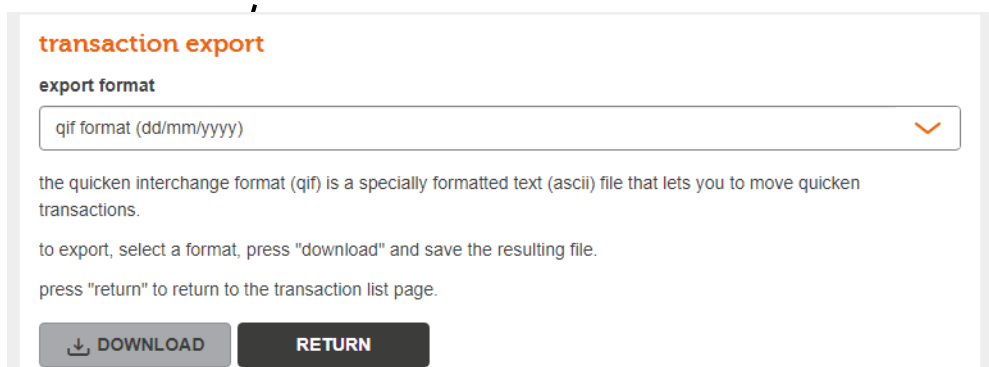 transaction export
export format
qif format (dd/mm/yyyy)
the quicken interchange format (qif) is a specially formatted text (ascii) file that lets you to move quicken
transactions.
to export, select a format, press "download" and save the resulting file.
press "return" to return to the transaction list page.
DOWNLOAD RETURN